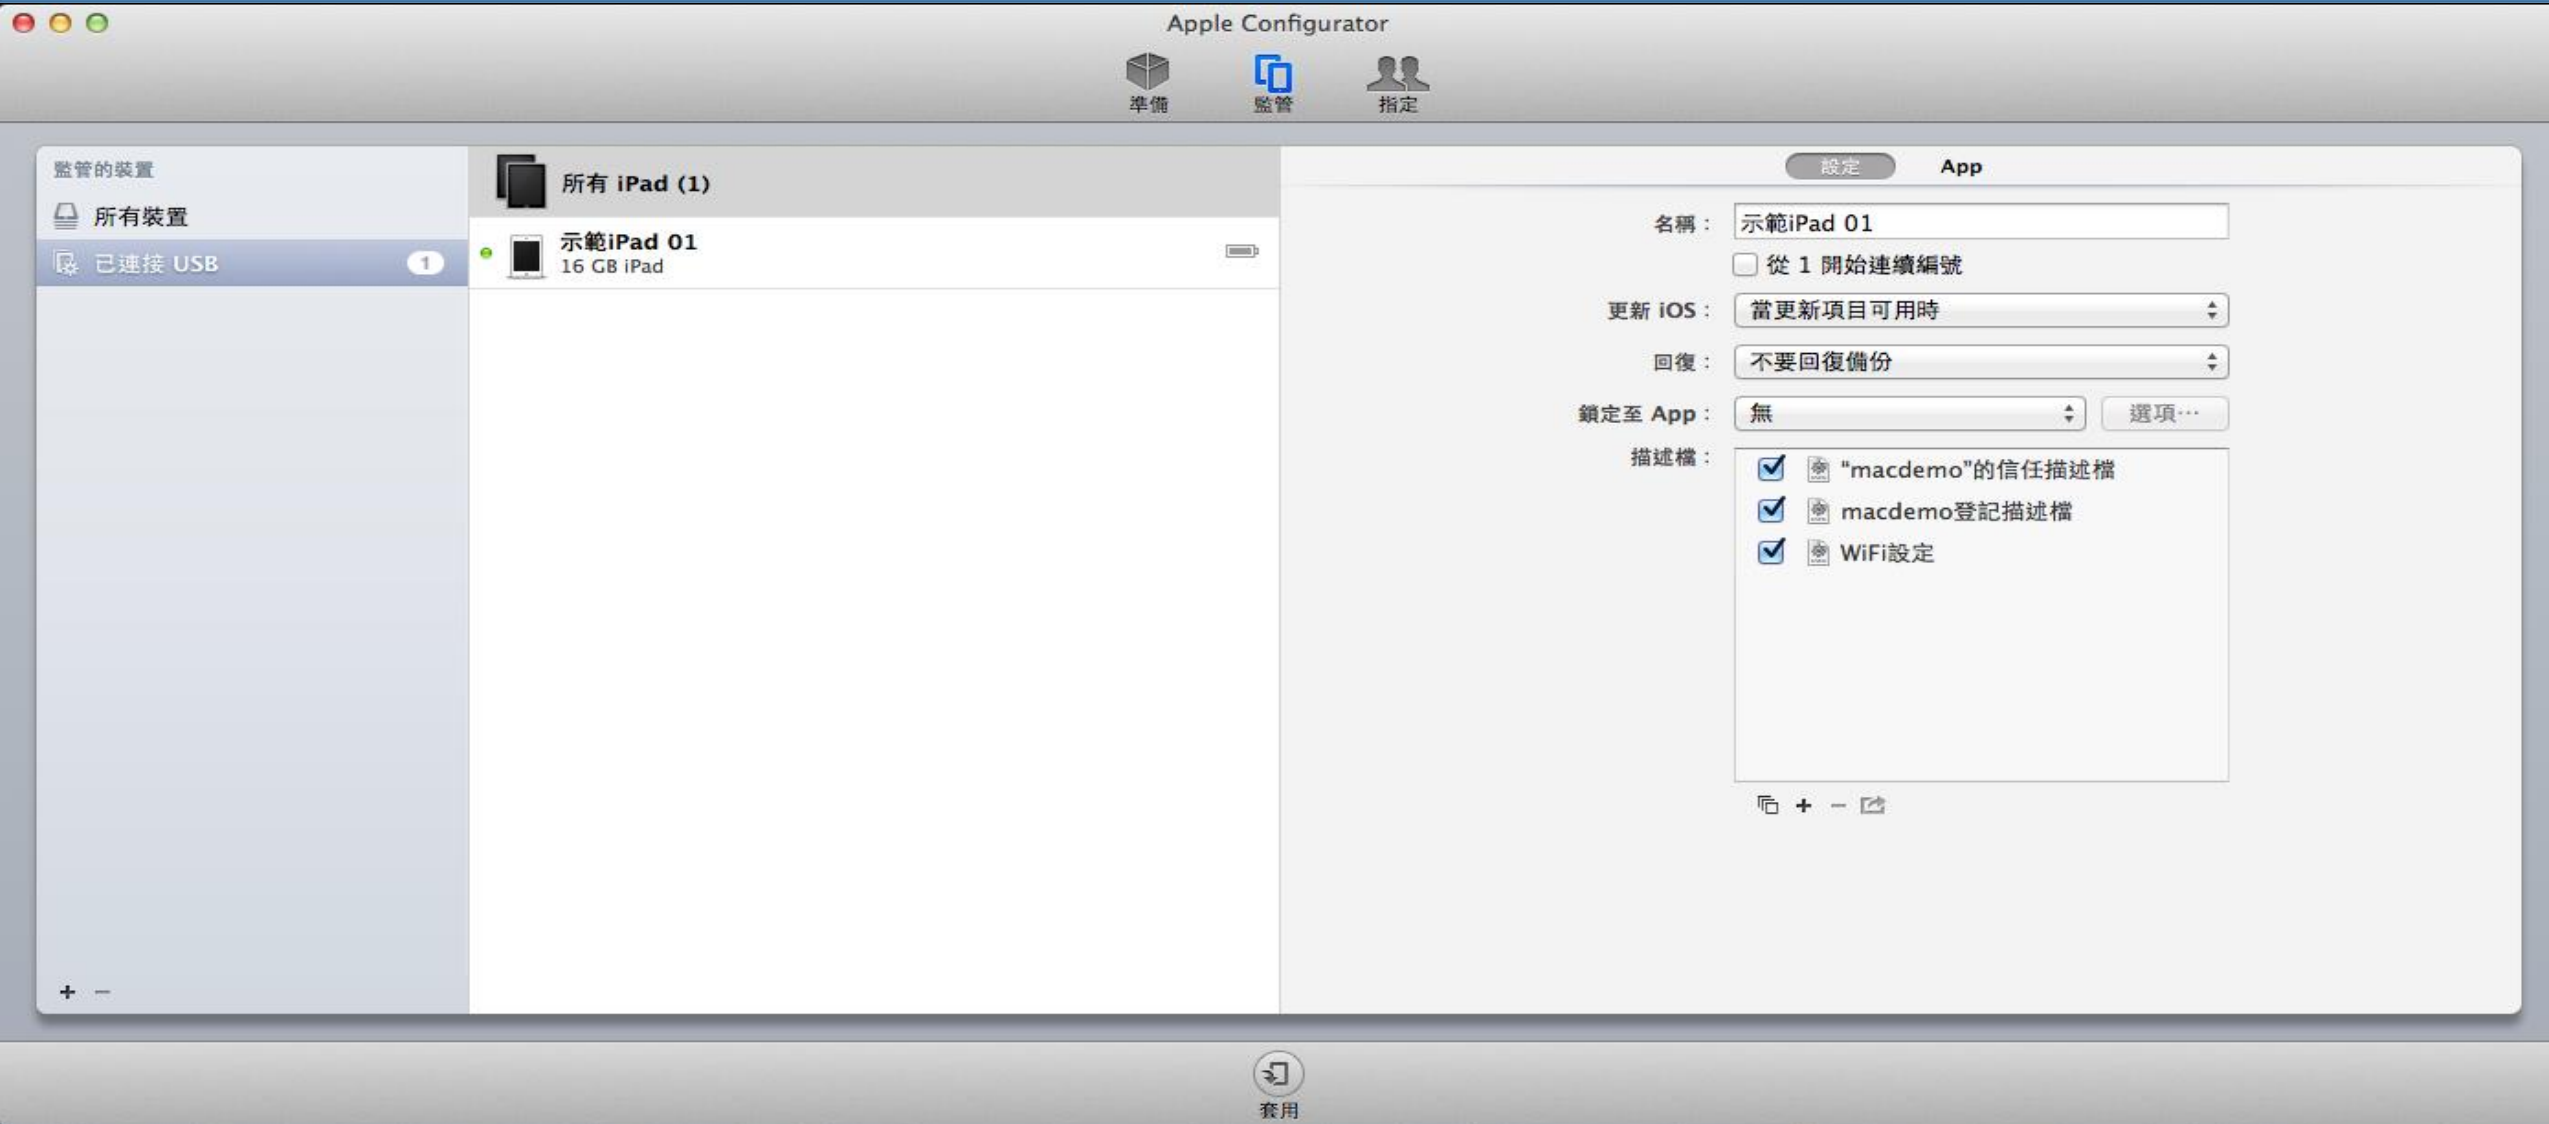 Apple Configurator
準備
監管
指定
監管的裝置
所有裝置
已連接 USB
1
所有 iPad (1)
示範iPad 01
16 GB iPad
設定
App
名稱：
示範iPad 01
從 1 開始連續編號
更新 iOS：
當更新項目可用時
回復：
不要回復備份
鎖定至 App：
無
選項…
描述檔：
“macdemo”的信任描述檔
macdemo登記描述檔
WiFi設定
套用